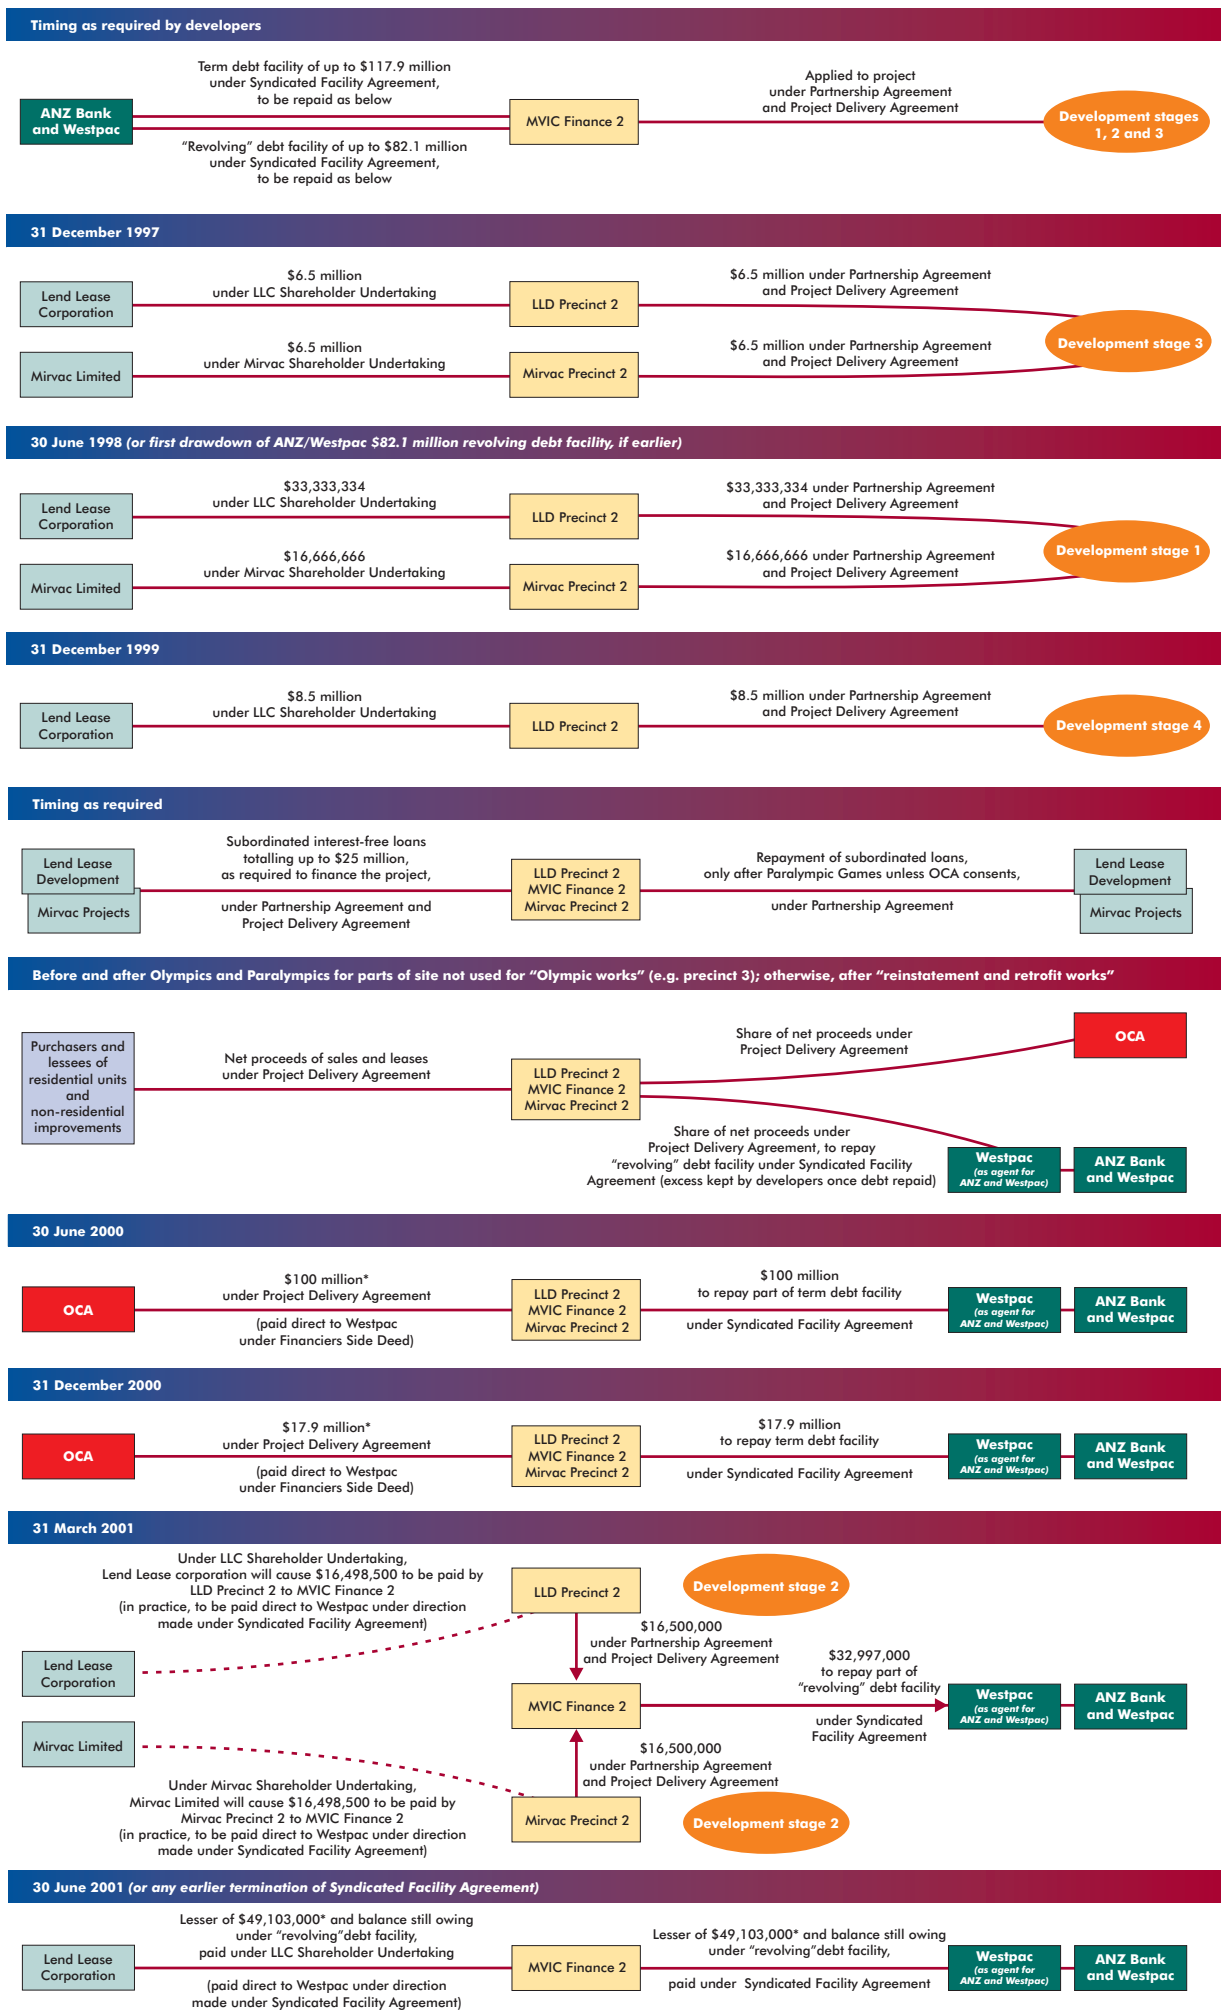 Timing as required by developers
Term debt facility of up to $117.9 million
under Syndicated Facility Agreement,
to be repaid as below
ANZ Bank
and Westpac
"Revolving" debt facility of up to $82.1 million
under Syndicated Facility Agreement,
to be repaid as below
MVIC Finance 2
Applied to project
under Partnership Agreement
and Project Delivery Agreement
Development stages
1, 2 and 3
31 December 1997
Lend Lease
Corporation
$6.5 million
under LLC Shareholder Undertaking
LLD Precinct 2
$6.5 million under Partnership Agreement
and Project Delivery Agreement
Mirvac Limited
$6.5 million
under Mirvac Shareholder Undertaking
Mirvac Precinct 2
$6.5 million under Partnership Agreement
and Project Delivery Agreement
Development stage 3
30 June 1998 (or first drawdown of ANZ/Westpac $82.1 million revolving debt facility, if earlier)
Lend Lease
Corporation
$33,333,334
under LLC Shareholder Undertaking
LLD Precinct 2
$33,333,334 under Partnership Agreement
and Project Delivery Agreement
Mirvac Limited
$16,666,666
under Mirvac Shareholder Undertaking
Mirvac Precinct 2
$16,666,666 under Partnership Agreement
and Project Delivery Agreement
Development stage 1
31 December 1999
Lend Lease
Corporation
$8.5 million
under LLC Shareholder Undertaking
LLD Precinct 2
$8.5 million under Partnership Agreement
and Project Delivery Agreement
Development stage 4
Timing as required
Lend Lease
Development
Mirvac Projects
Subordinated interest-free loans
totalling up to $25 million,
as required to finance the project,
under Partnership Agreement and
Project Delivery Agreement
LLD Precinct 2
MVIC Finance 2
Mirvac Precinct 2
Repayment of subordinated loans,
only after Paralympic Games unless OCA consents,
under Partnership Agreement
Lend Lease
Development
Mirvac Projects
Before and after Olympics and Paralympics for parts of site not used for "Olympic works" (e.g. precinct 3); otherwise, after "reinstatement and retrofit works"
Purchasers and
lessees of
residential units
and
non-residential
improvements
Net proceeds of sales and leases
under Project Delivery Agreement
LLD Precinct 2
MVIC Finance 2
Mirvac Precinct 2
Share of net proceeds under
Project Delivery Agreement
OCA
Share of net proceeds under
Project Delivery Agreement, to repay
"revolving" debt facility under Syndicated Facility
Agreement (excess kept by developers once debt repaid)
Westpac
(as agent for
ANZ and Westpac)
ANZ Bank
and Westpac
30 June 2000
OCA
$100 million*
under Project Delivery Agreement
(paid direct to Westpac
under Financiers Side Deed)
LLD Precinct 2
MVIC Finance 2
Mirvac Precinct 2
$100 million
to repay part of term debt facility
under Syndicated Facility Agreement
Westpac
(as agent for
ANZ and Westpac)
ANZ Bank
and Westpac
31 December 2000
OCA
$17.9 million*
under Project Delivery Agreement
(paid direct to Westpac
under Financiers Side Deed)
LLD Precinct 2
MVIC Finance 2
Mirvac Precinct 2
$17.9 million
to repay term debt facility
under Syndicated Facility Agreement
Westpac
(as agent for
ANZ and Westpac)
ANZ Bank
and Westpac
31 March 2001
Under LLC Shareholder Undertaking,
Lend Lease corporation will cause $16,498,500 to be paid by
LLD Precinct 2 to MVIC Finance 2
(in practice, to be paid direct to Westpac under direction
made under Syndicated Facility Agreement)
LLD Precinct 2
Development stage 2
$16,500,000
under Partnership Agreement
and Project Delivery Agreement
Lend Lease
Corporation
MVIC Finance 2
$32,997,000
to repay part of
"revolving" debt facility
under Syndicated
Facility Agreement
Westpac
(as agent for
ANZ and Westpac)
ANZ Bank
and Westpac
Mirvac Limited
$16,500,000
under Partnership Agreement
and Project Delivery Agreement
Under Mirvac Shareholder Undertaking,
Mirvac Limited will cause $16,498,500 to be paid by
Mirvac Precinct 2 to MVIC Finance 2
(in practice, to be paid direct to Westpac under direction
made under Syndicated Facility Agreement)
Mirvac Precinct 2
Development stage 2
30 June 2001 (or any earlier termination of Syndicated Facility Agreement)
Lend Lease
Corporation
Lesser of $49,103,000* and balance still owing
under "revolving"debt facility,
paid under LLC Shareholder Undertaking
(paid direct to Westpac under direction
made under Syndicated Facility Agreement)
MVIC Finance 2
Lesser of $49,103,000* and balance still owing
under "revolving"debt facility,
paid under Syndicated Facility Agreement
Westpac
(as agent for
ANZ and Westpac)
ANZ Bank
and Westpac